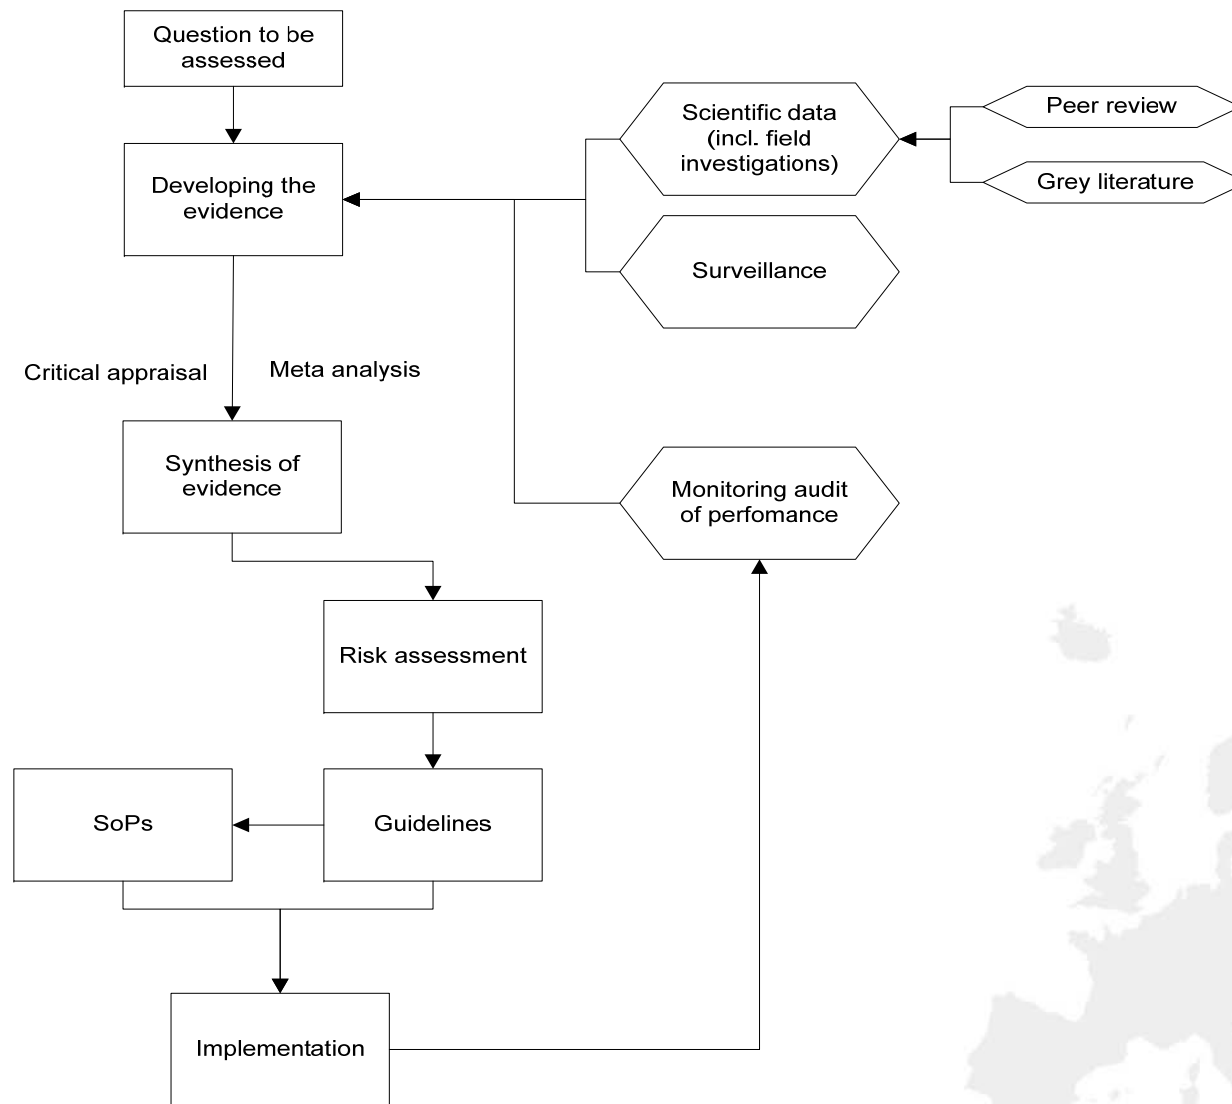 Question to be
assessed
Scientific data
(incl. field
investigations)
Peer review
Grey literature
Developing the
evidence
Surveillance
Critical appraisal
Meta analysis
Synthesis of
evidence
Monitoring audit
of perfomance
Risk assessment
SoPs
Guidelines
Implementation